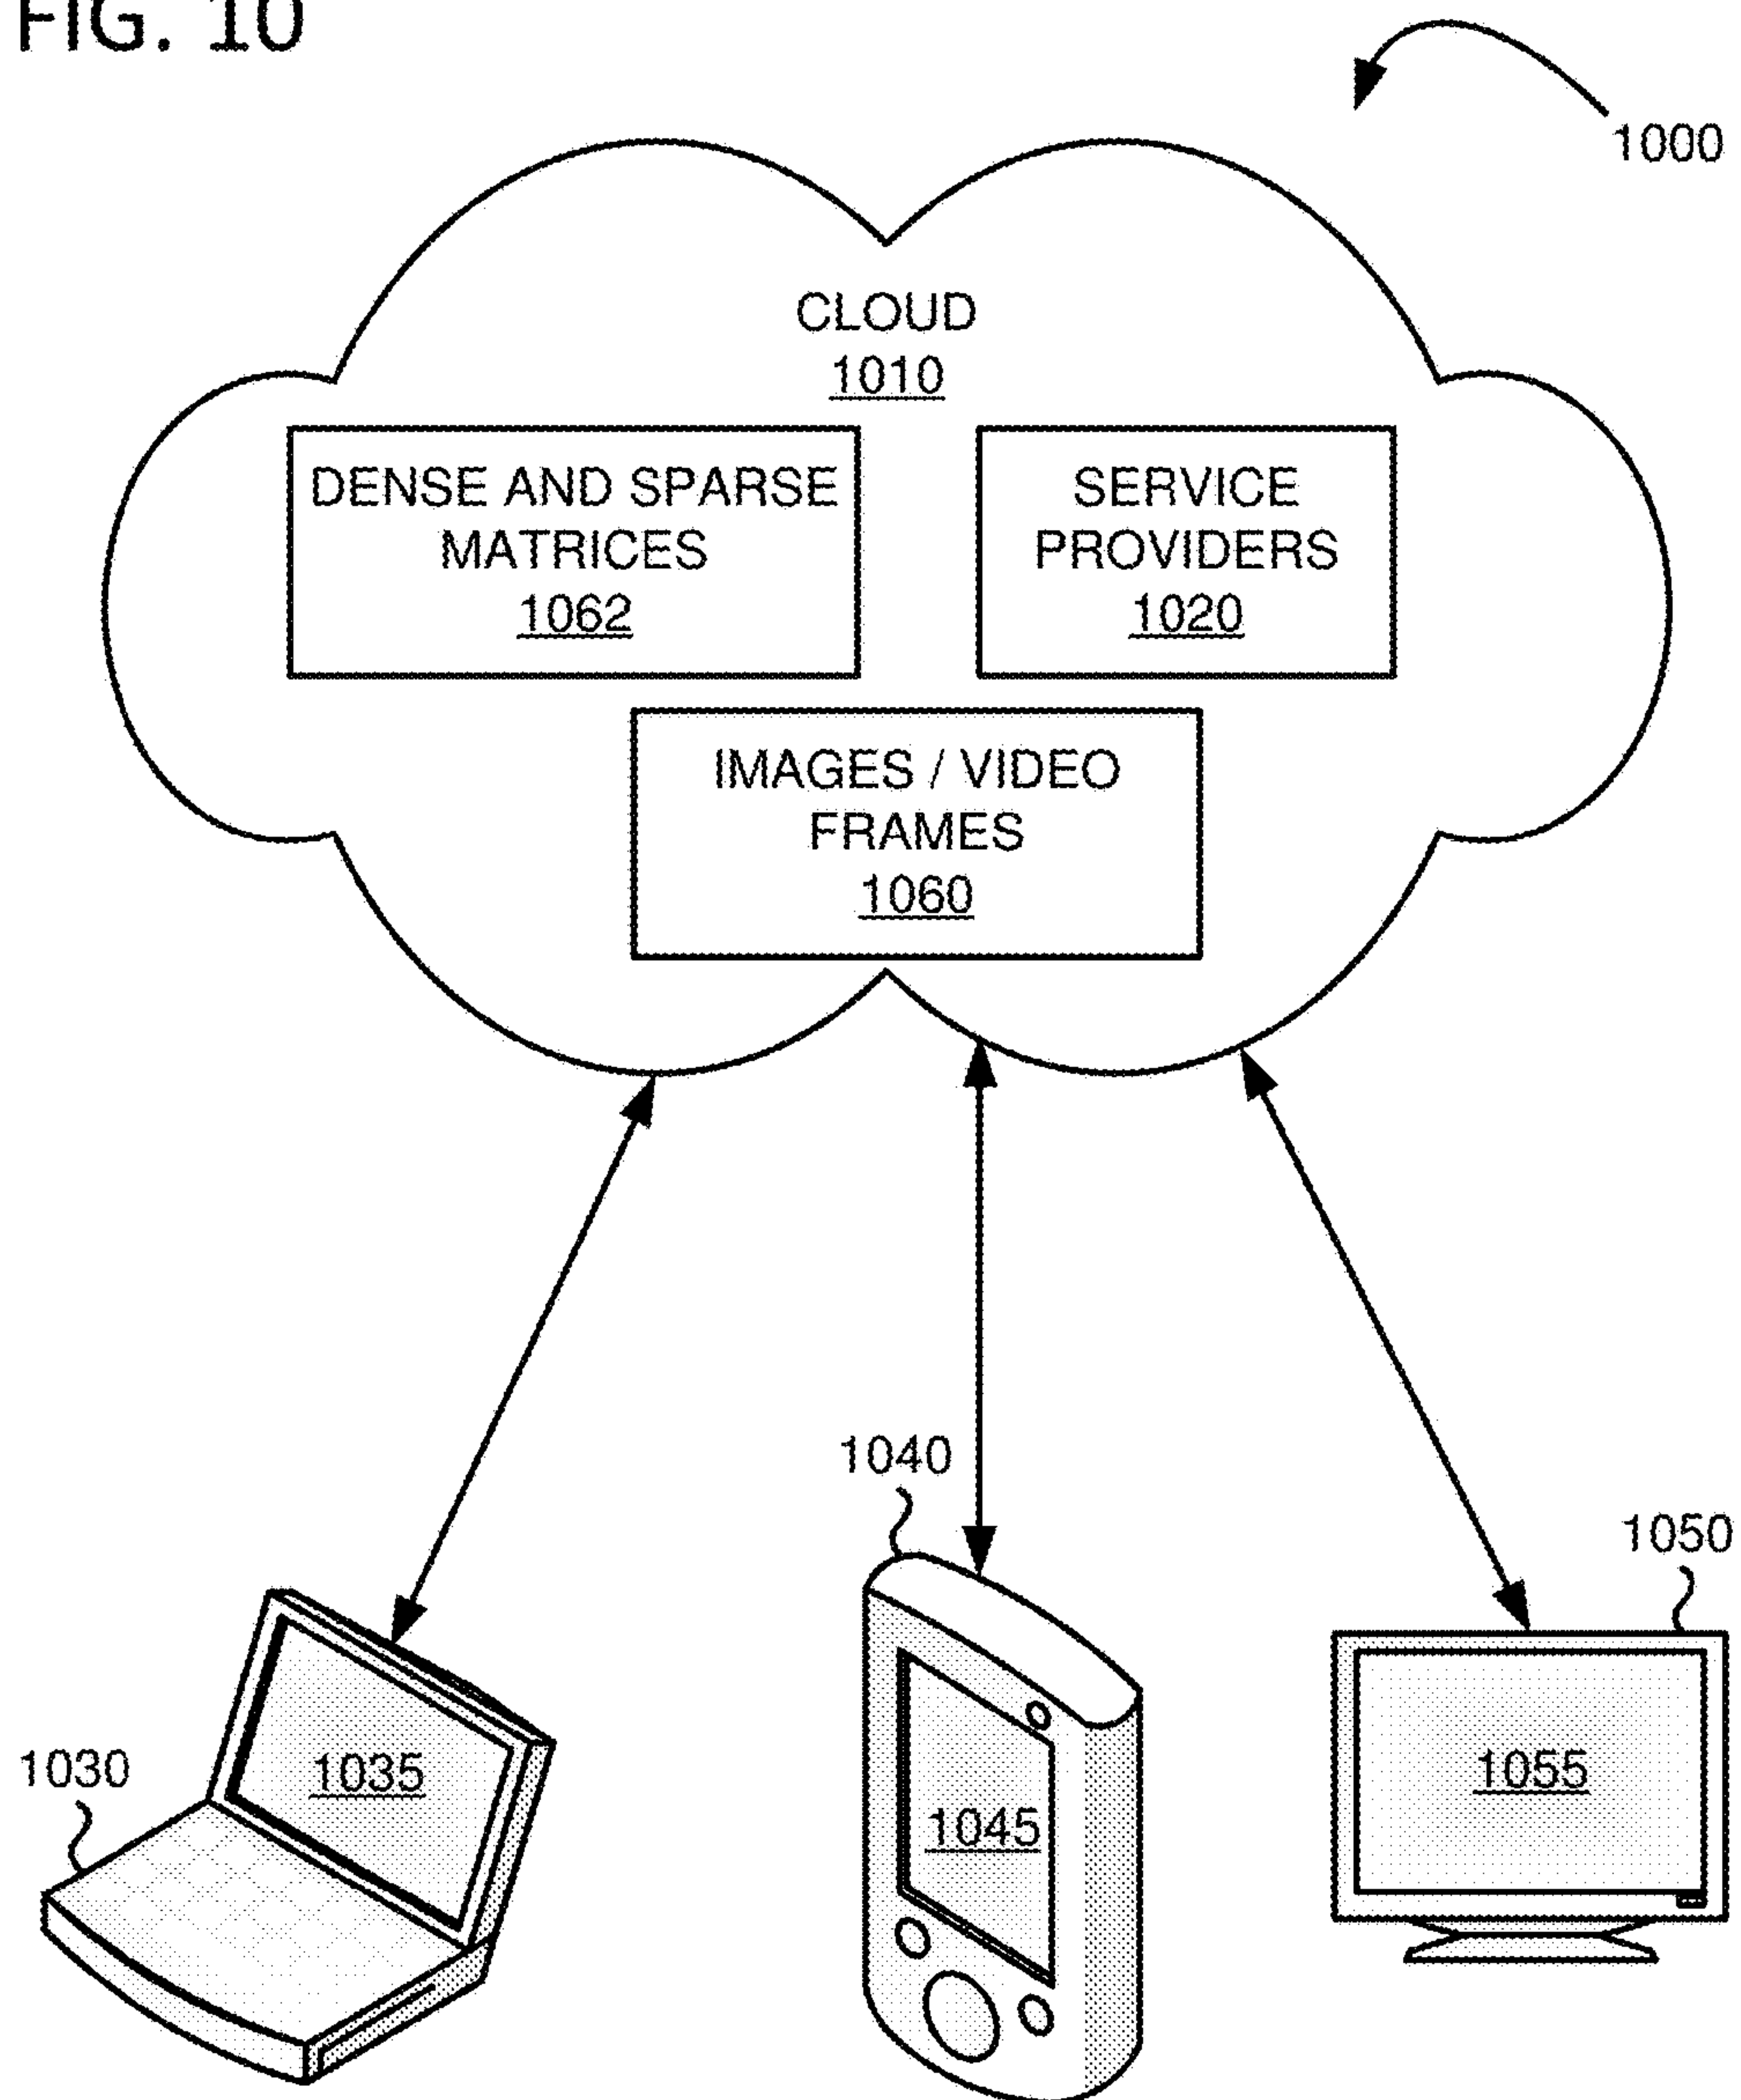 FIG. 10
1000
CLOUD
1010
DENSE AND SPARSE
MATRICES
1062
SERVICE
PROVIDERS
1020
IMAGES / VIDEO
FRAMES
1060
1040
1050
1030
1035
1045
1055